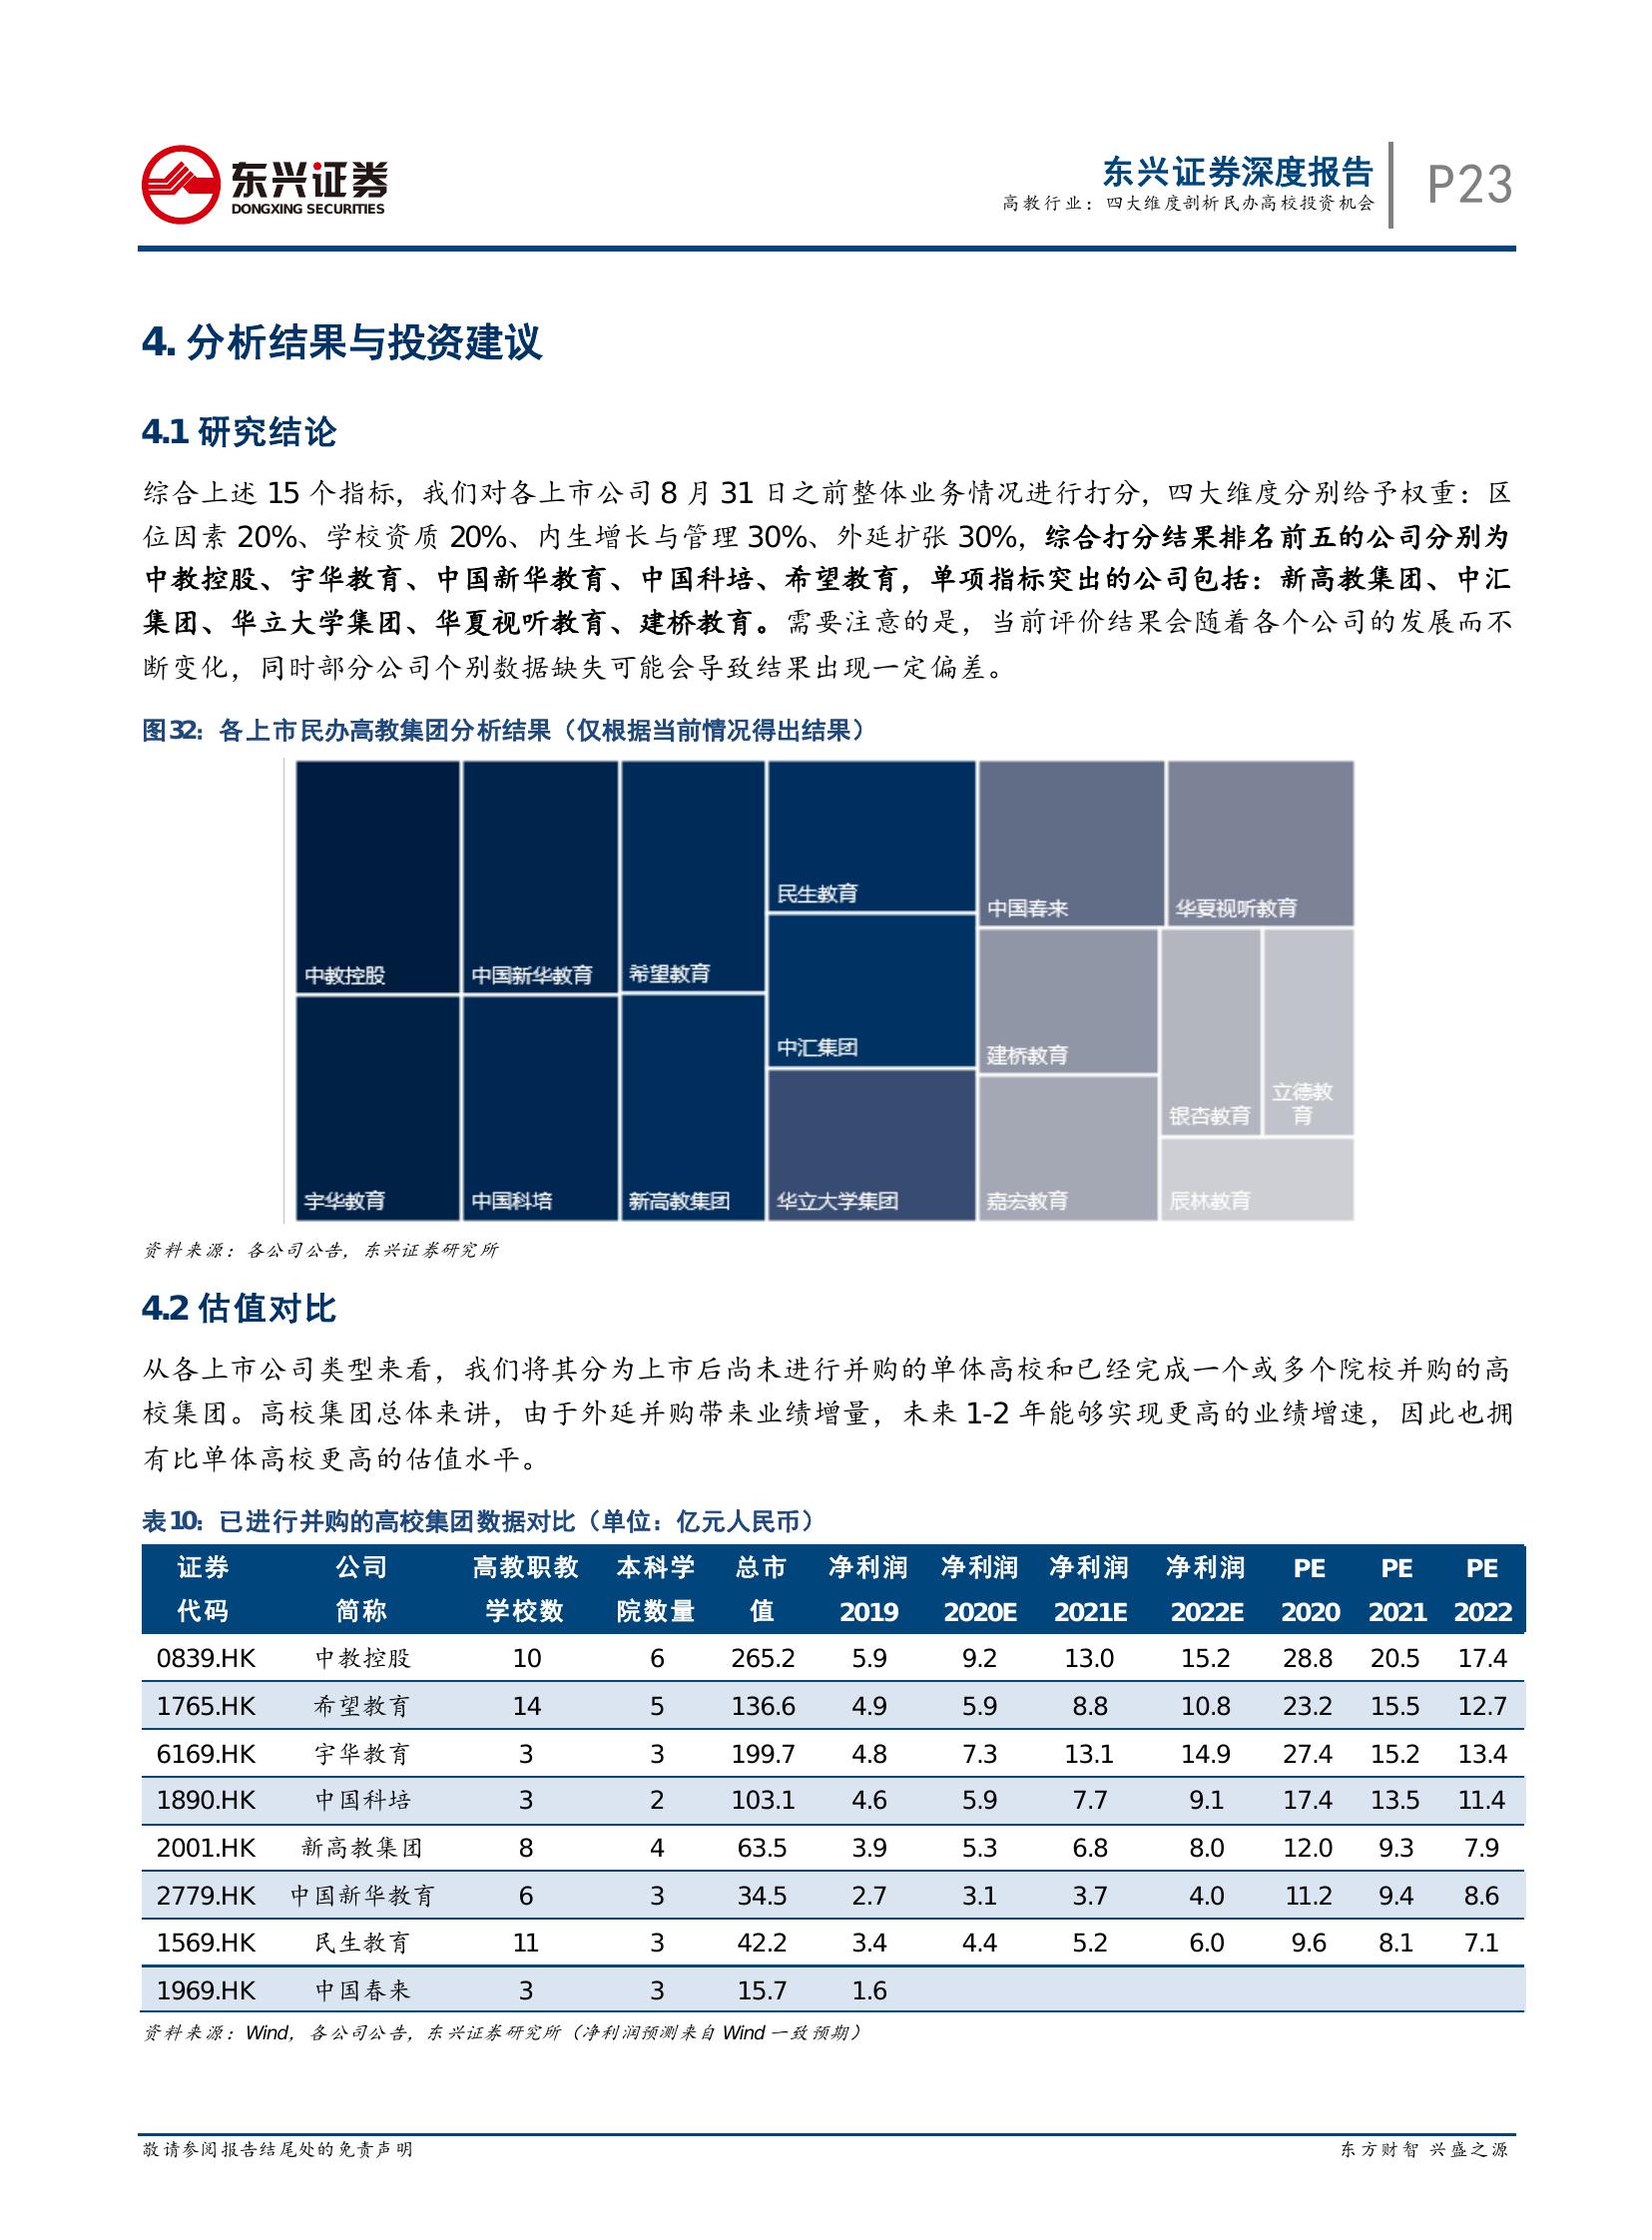 东兴证券
DONGXING SECURITIES
东兴证券深度报告
高教行业：四大维度剖析民办高校投资机会
P23
4. 分析结果与投资建议
4.1 研究结论
综合上述 15 个指标，我们对各上市公司 8 月 31 日之前整体业务情况进行打分，四大维度分别给予权重：区
位因素 20%、学校资质 20%、内生增长与管理 30%、外延扩张 30%，综合打分结果排名前五的公司分别为
中教控股、宇华教育、中国新华教育、中国科培、希望教育，单项指标突出的公司包括：新高教集团、中汇
集团、华立大学集团、华夏视听教育、建桥教育。需要注意的是，当前评价结果会随着各个公司的发展而不
断变化，同时部分公司个别数据缺失可能会导致结果出现一定偏差。
图 32：各上市民办高教集团分析结果（仅根据当前情况得出结果）
民生教育
中国春来
华夏视听教育
中教控股
中国新华教育
希望教育
中汇集团
建桥教育
银杏教育
立德教
育
宇华教育
中国科培
新高教集团
华立大学集团
嘉宏教育
辰林教育
资料来源：各公司公告，东兴证券研究所
4.2 估值对比
从各上市公司类型来看，我们将其分为上市后尚未进行并购的单体高校和已经完成一个或多个院校并购的高
校集团。高校集团总体来讲，由于外延并购带来业绩增量，未来 1-2 年能够实现更高的业绩增速，因此也拥
有比单体高校更高的估值水平。
表 10：已进行并购的高校集团数据对比（单位：亿元人民币）
证券 公司 高教职教 本科学 总市 净利润 净利润 净利润 净利润 PE PE PE
代码 简称 学校数 院数量 值 2019 2020E 2021E 2022E 2020 2021 2022
0839.HK 中教控股 10 6 265.2 5.9 9.2 13.0 15.2 28.8 20.5 17.4
1765.HK 希望教育 14 5 136.6 4.9 5.9 8.8 10.8 23.2 15.5 12.7
6169.HK 宇华教育 3 3 199.7 4.8 7.3 13.1 14.9 27.4 15.2 13.4
1890.HK 中国科培 3 2 103.1 4.6 5.9 7.7 9.1 17.4 13.5 11.4
2001.HK 新高教集团 8 4 63.5 3.9 5.3 6.8 8.0 12.0 9.3 7.9
2779.HK 中国新华教育 6 3 34.5 2.7 3.1 3.7 4.0 11.2 9.4 8.6
1569.HK 民生教育 11 3 42.2 3.4 4.4 5.2 6.0 9.6 8.1 7.1
1969.HK 中国春来 3 3 15.7 1.6
资料来源：Wind，各公司公告，东兴证券研究所（净利润预测来自 Wind 一致预期）
敬请参阅报告结尾处的免责声明
东方财智 兴盛之源